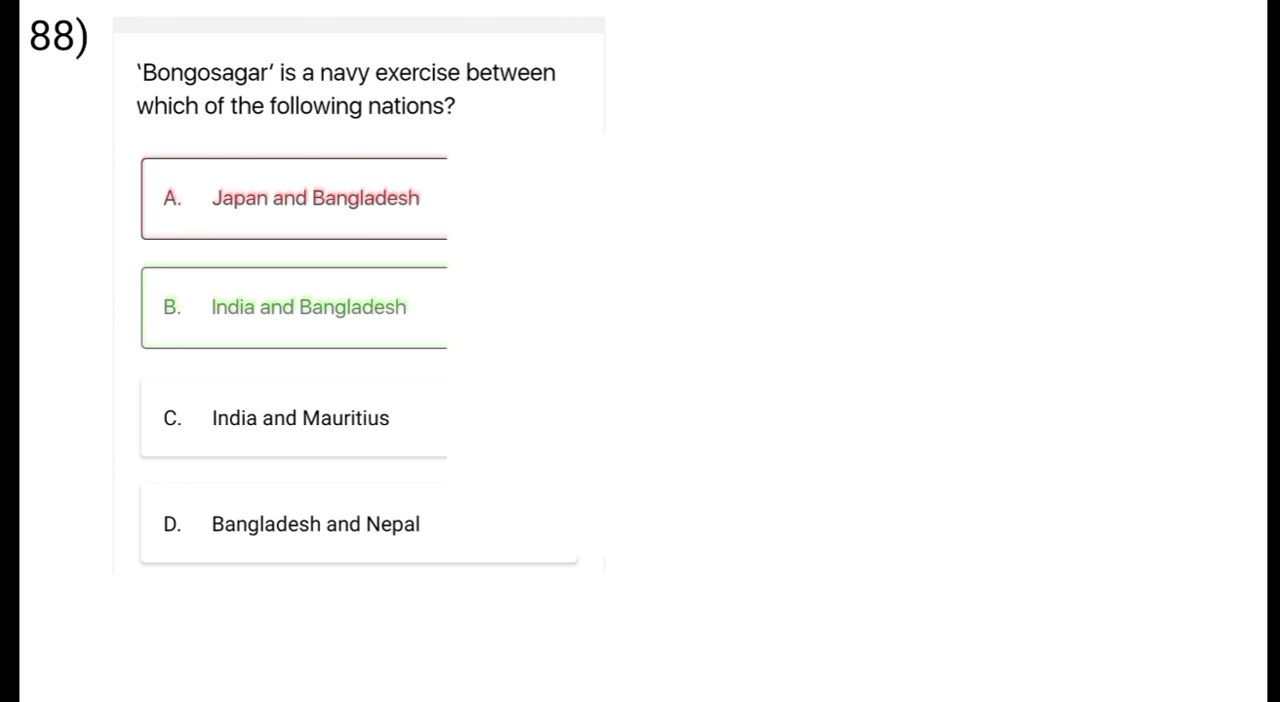 88)
‘Bongosagar’ is a navy exercise between
which of the following nations?
A. Japan and Bangladesh
B. India and Bangladesh
C. India and Mauritius
D. Bangladesh and Nepal